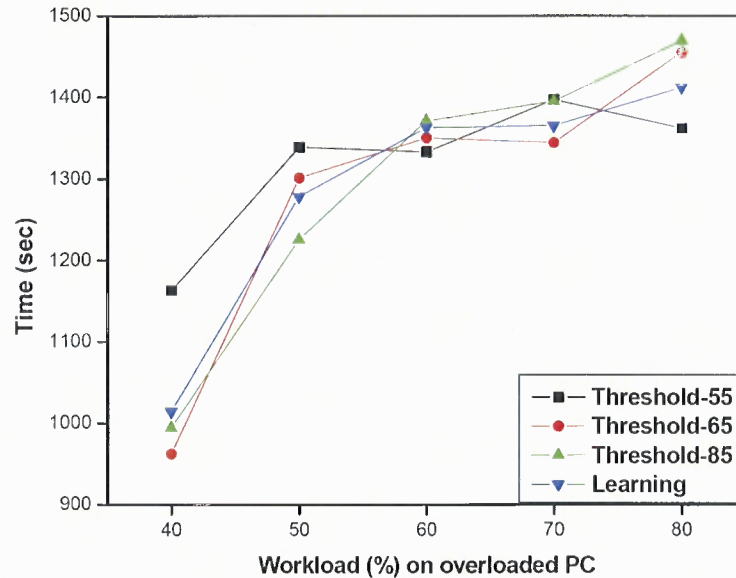 1500
1400
1300
1200
1100
1000
900
Time (sec)
40 50 60 70 80
Workload (%) on overloaded PC
Threshold-55
Threshold-65
Threshold-85
Learning